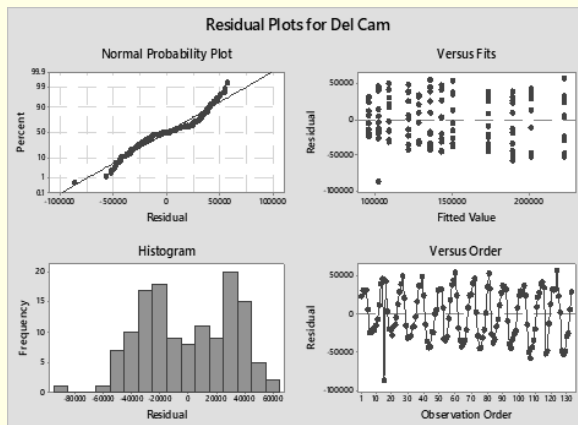 Residual Plots for Del Cam
Normal Probability Plot
99.9
99
90
50
10
1
0.1
Percent
-100000 -50000 0 50000 100000
Residual
Versus Fits
50000
0
-50000
-100000
Residual
100000 150000 200000
Fitted Value
Histogram
20
15
10
5
0
Frequency
-80000 -60000 -40000 -20000 0 20000 40000 60000
Residual
Versus Order
50000
0
-50000
-100000
Residual
1 10 20 30 40 50 60 70 80 90 100 110 120 130
Observation Order